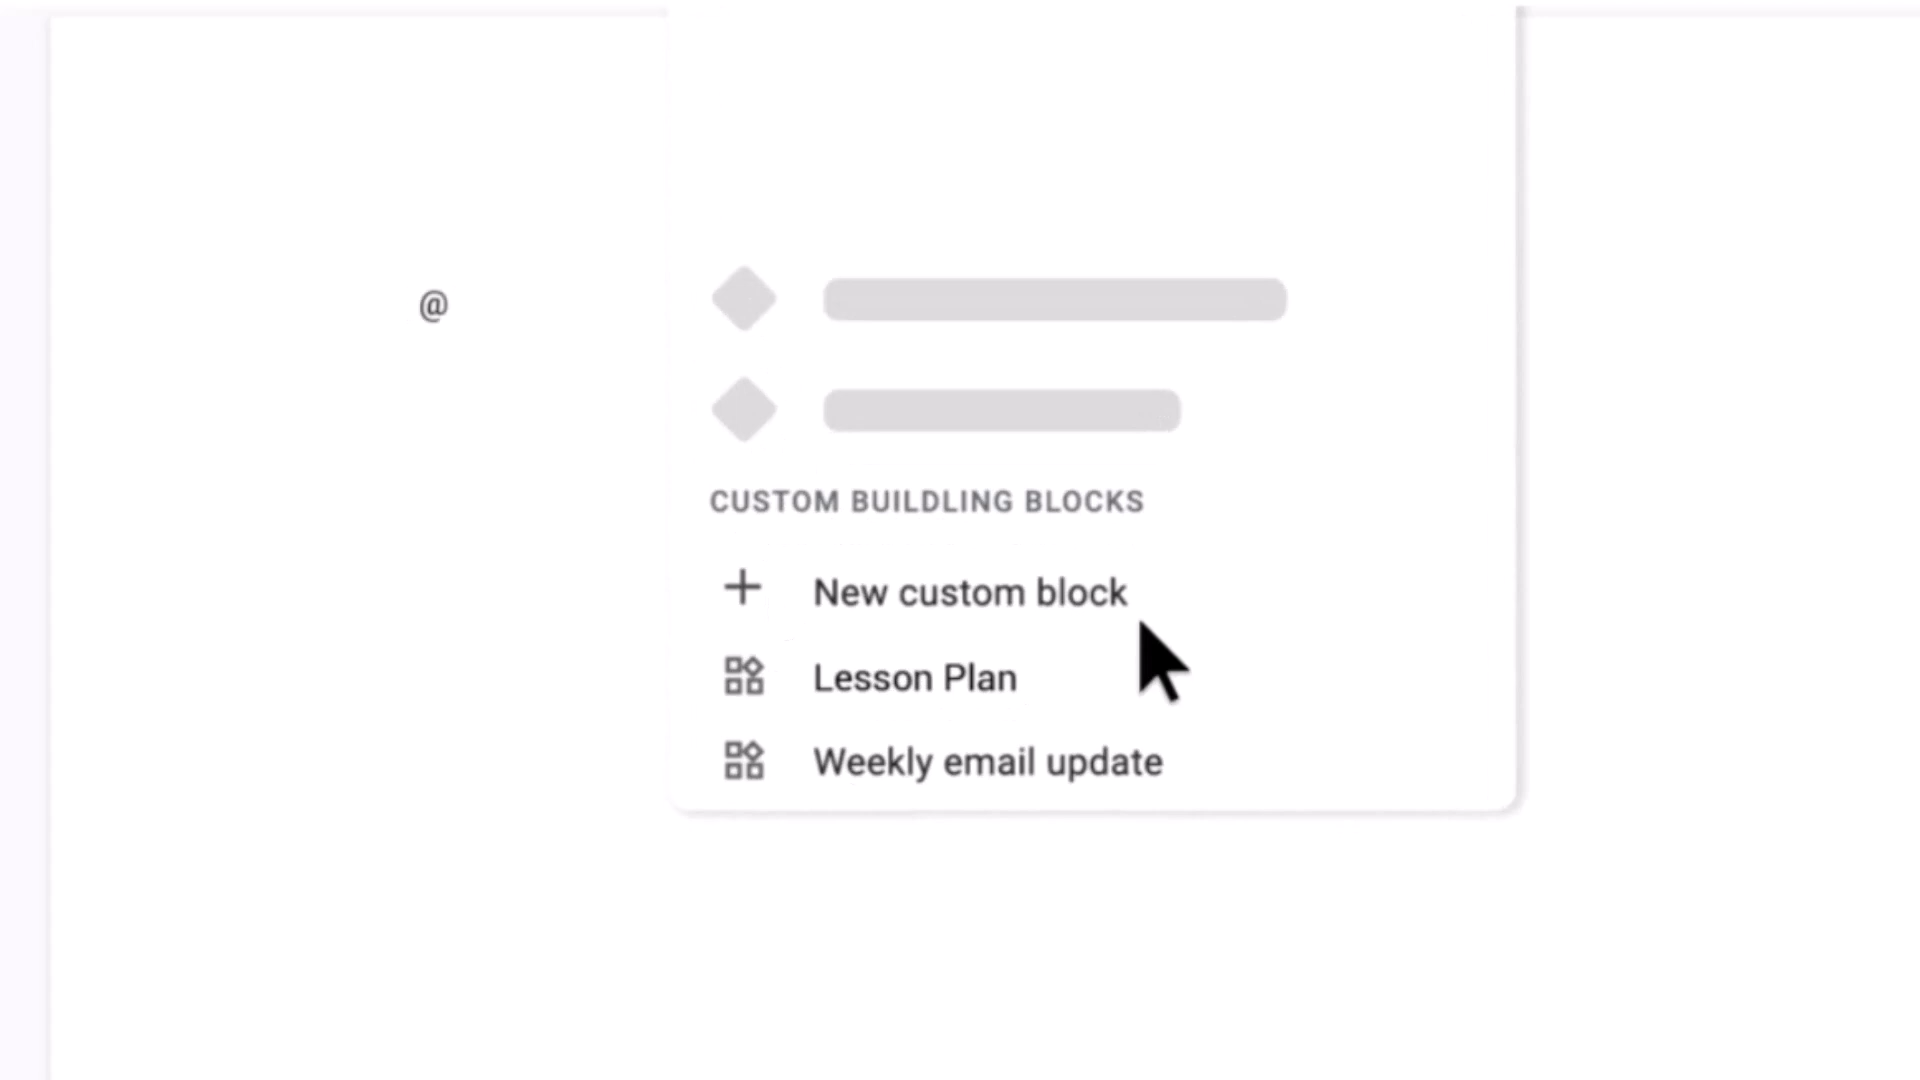 @
CUSTOM BUILDLING BLOCKS
New custom block
Lesson Plan
Weekly email update